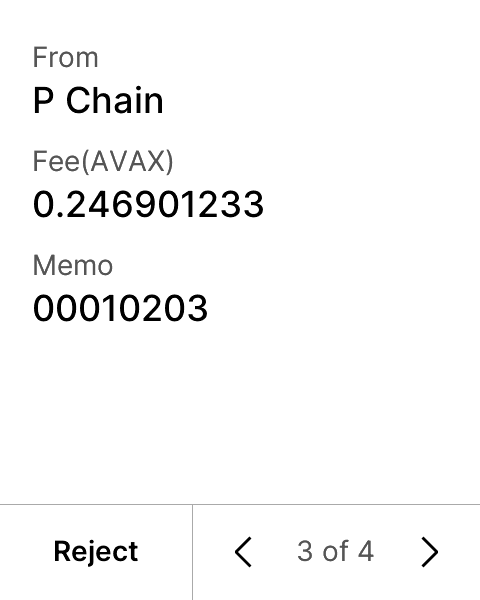 From
P Chain
Fee(AVAX)
0.246901233
Memo
00010203
Reject
3 of 4